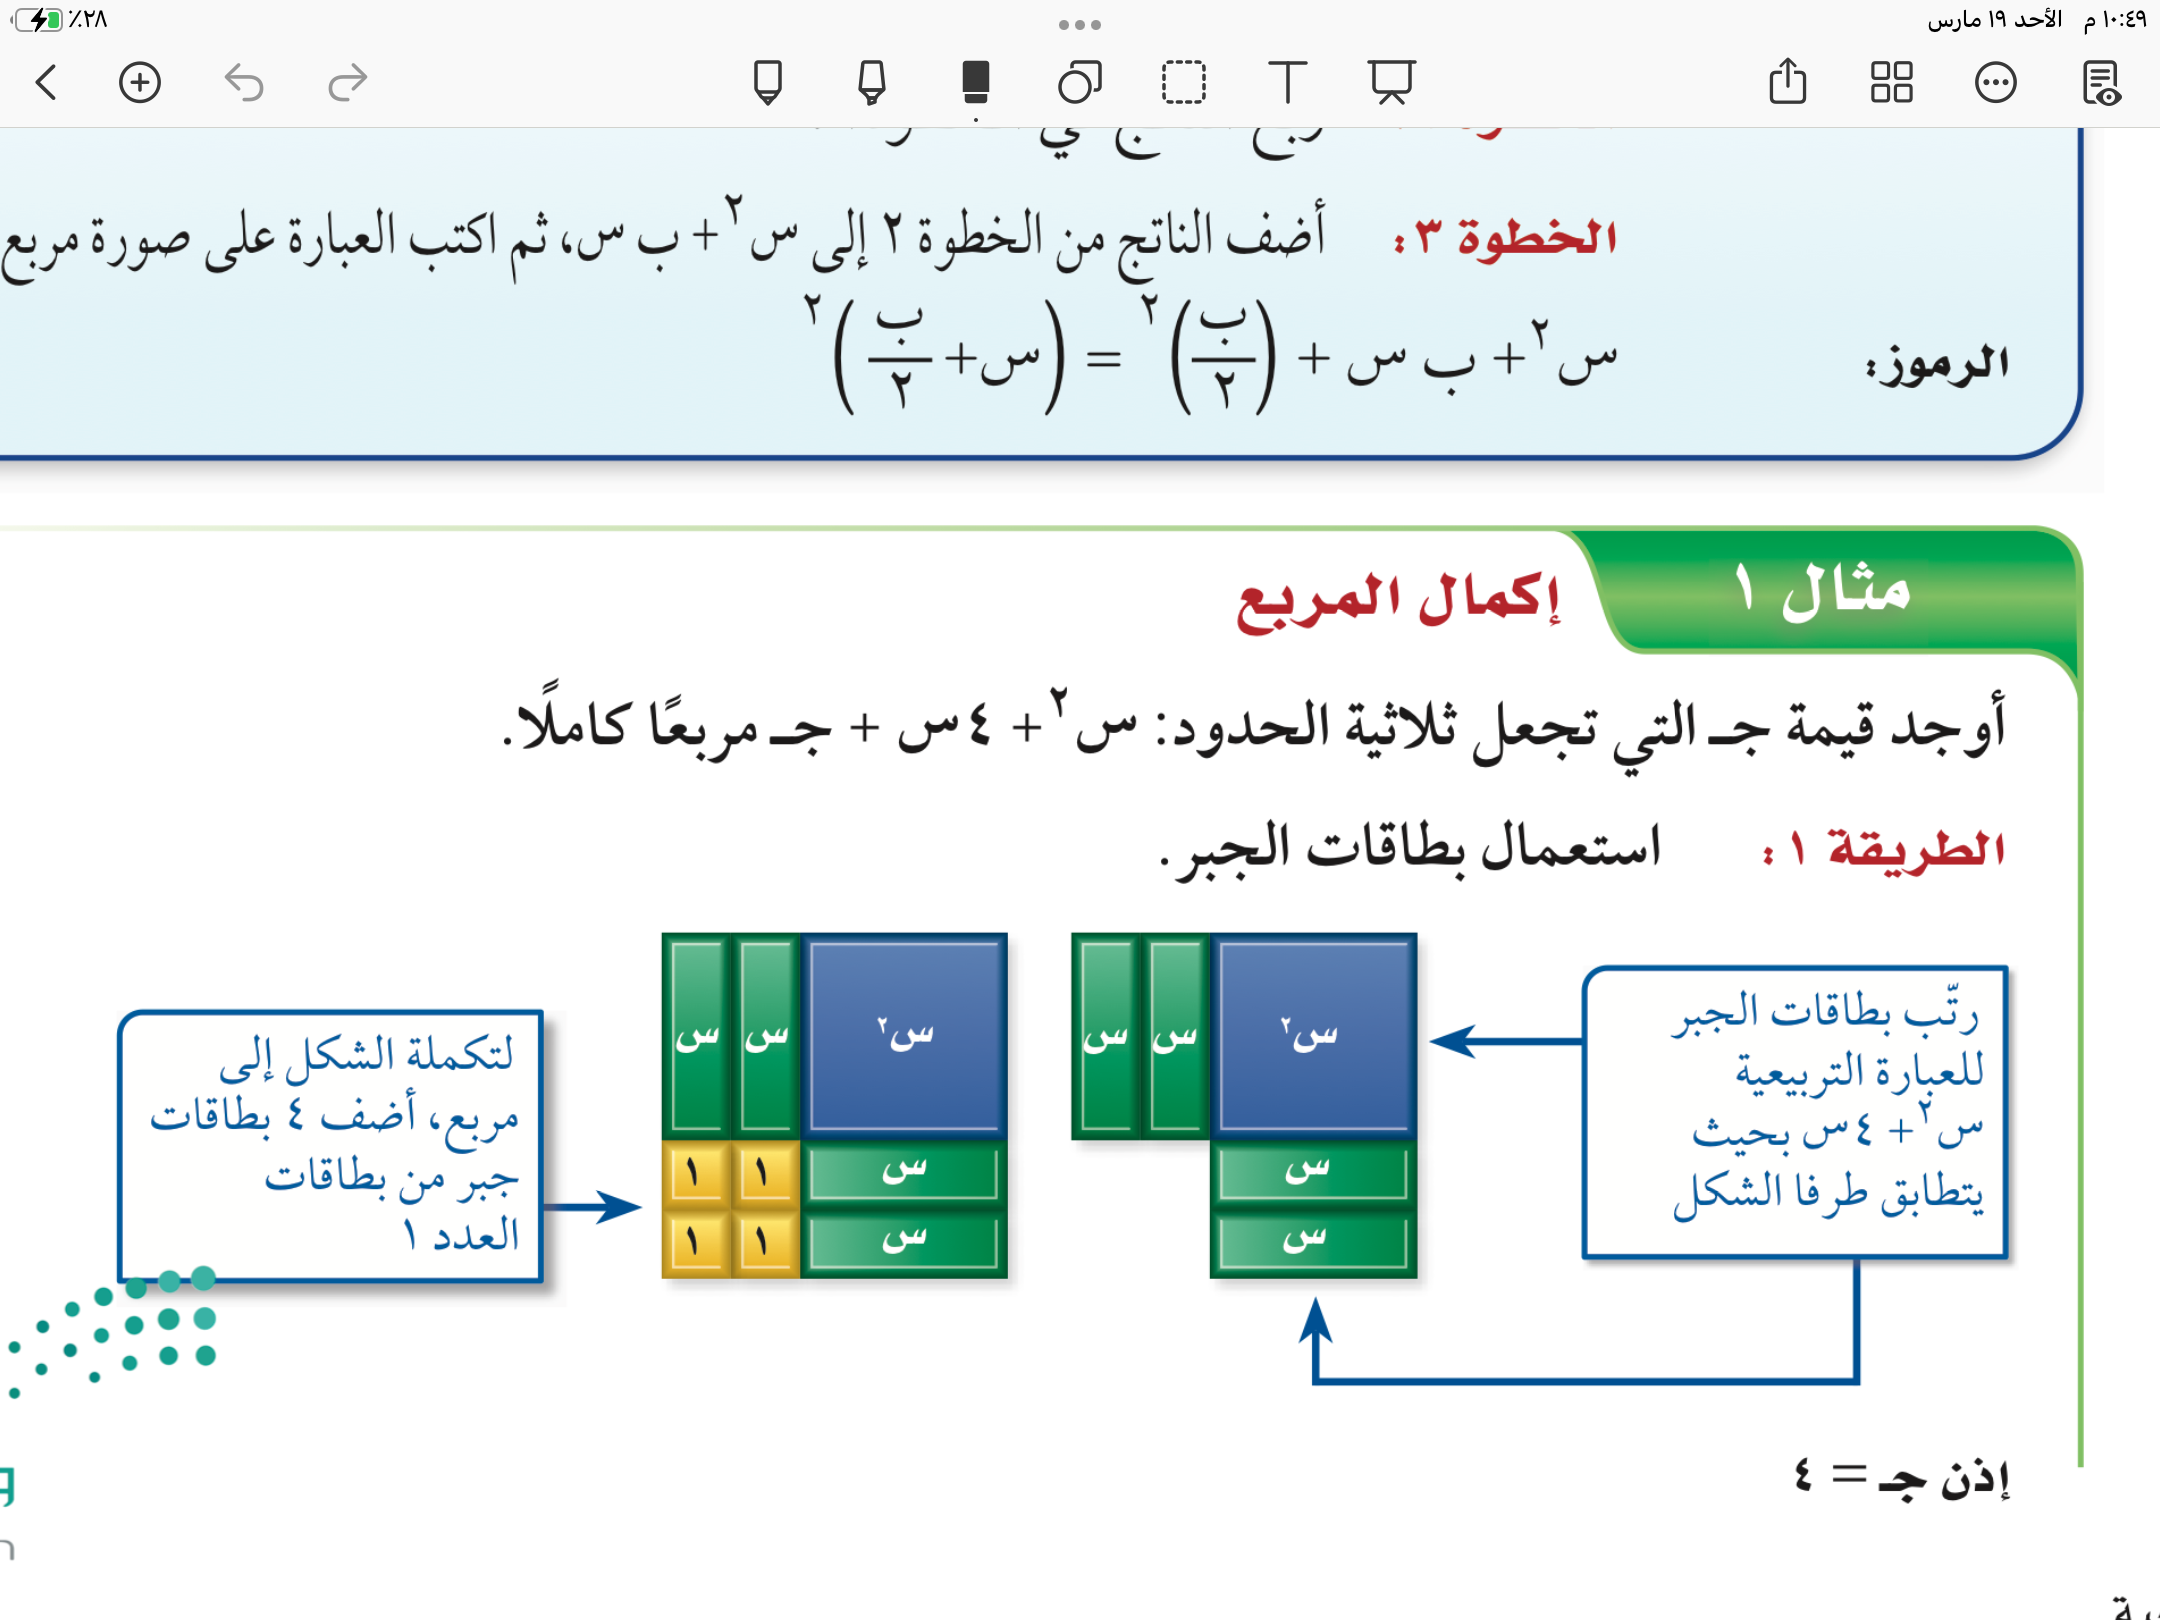 ١٠:٤٩ م الأحد ١٩ مارس
٪٢٨
الخطوة ٣: أضف الناتج من الخطوة ٢ إلى س٢ + ب س، ثم اكتب العبارة على صورة مربع
الرموز: س٢ + ب س + (ب/٢)٢ = (س + ب/٢)٢
مثال ١ إكمال المربع
أوجد قيمة جـ التي تجعل ثلاثية الحدود: س٢ + ٤س + جـ مربعًا كاملًا.
الطريقة ١: استعمال بطاقات الجبر.
رتّب بطاقات الجبر
للعبارة التربيعية
س٢ + ٤س بحيث
يتطابق طرفا الشكل
س٢ س س
س
س
س٢ س س
س ١ ١
س ١ ١
لتكملة الشكل إلى
مربع، أضف ٤ بطاقات
جبر من بطاقات
العدد ١
إذن جـ = ٤